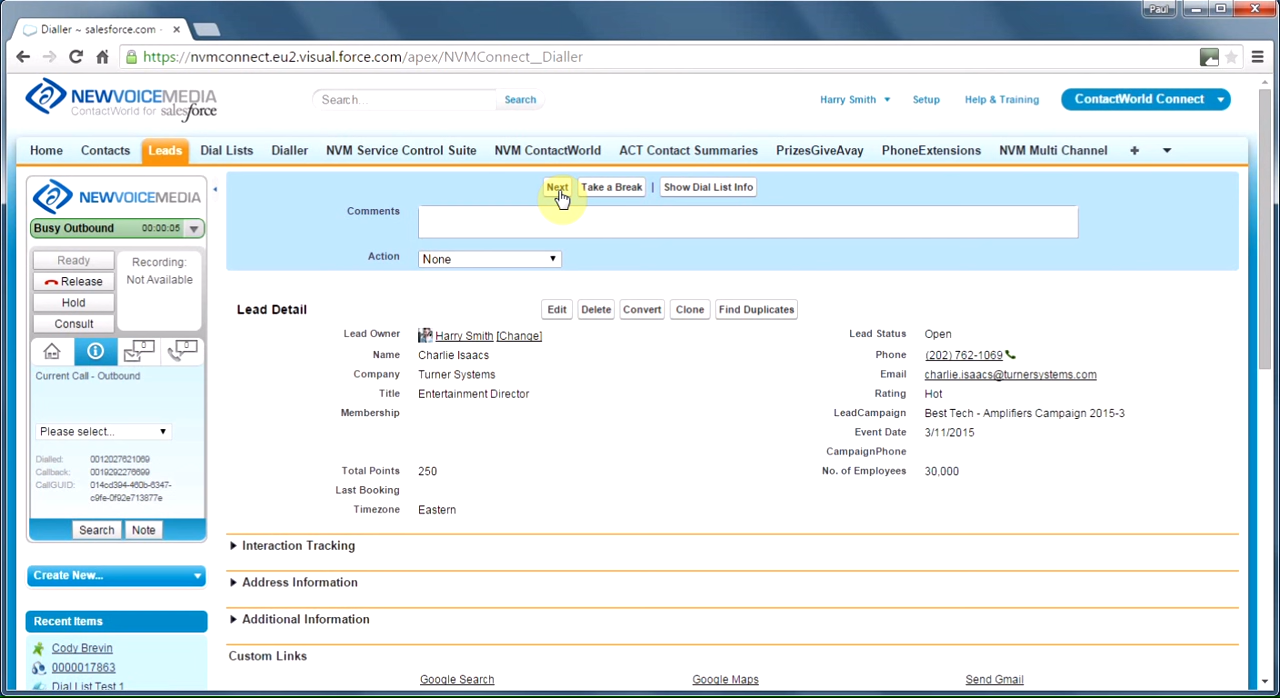 Paul
Dialler ~ salesforce.com -
https://nvmconnect.eu2.visual.force.com/apex/NVMConnect__Dialler
NEWVOICEMEDIA
ContactWorld for salesforce
Search...
Search
Harry Smith
Setup
Help & Training
ContactWorld Connect
Home
Contacts
Leads
Dial Lists
Dialler
NVM Service Control Suite
NVM ContactWorld
ACT Contact Summaries
PrizesGiveAvay
PhoneExtensions
NVM Multi Channel
+
NEWVOICEMEDIA
Busy Outbound 00:00:05
Ready
Release
Hold
Consult
Recording:
Not Available
0
0
Current Call - Outbound
Please select...
Dialled: 0012027621069
Callback: 0019292276699
CallGUID: 014cd394-460b-6347-
c9fe-0f92e713877e
Search Note
Create New...
Recent Items
Cody Brevin
0000017863
Dial List Test 1
Next Take a Break | Show Dial List Info
Comments
Action None
Lead Detail Edit Delete Convert Clone Find Duplicates
Lead Owner Harry Smith [Change] Lead Status Open
Name Charlie Isaacs Phone (202) 762-1069
Company Turner Systems Email charlie.isaacs@turnersystems.com
Title Entertainment Director Rating Hot
Membership LeadCampaign Best Tech - Amplifiers Campaign 2015-3
Event Date 3/11/2015
CampaignPhone
Total Points 250 No. of Employees 30,000
Last Booking
Timezone Eastern
Interaction Tracking
Address Information
Additional Information
Custom Links
Google Search Google Maps Send Gmail